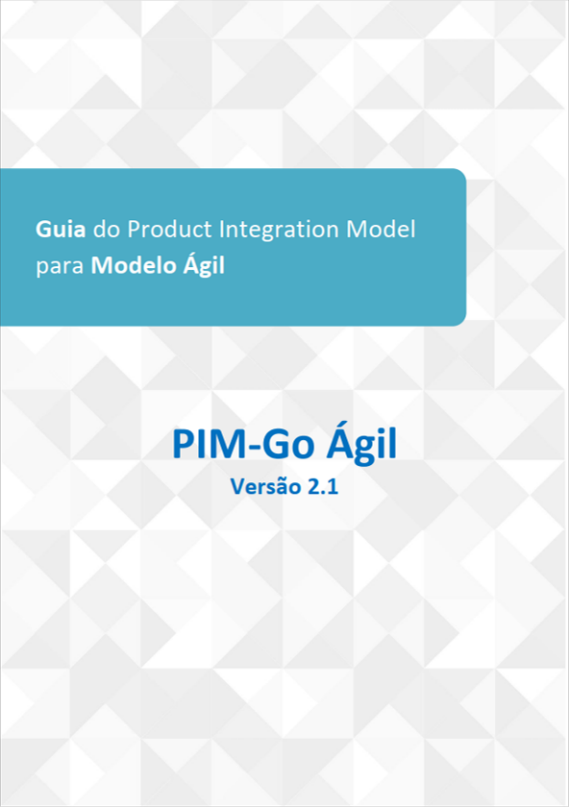 Guia do Product Integration Model
para Modelo Ágil
PIM-Go Ágil
Versão 2.1